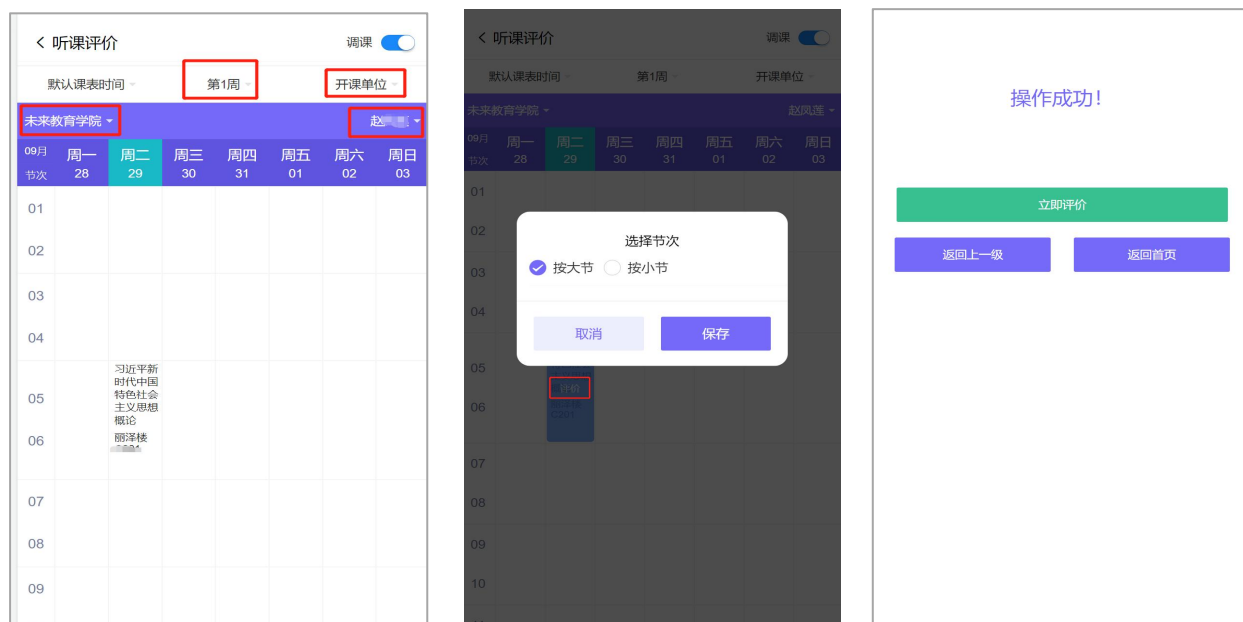 听课评价 调课
默认课表时间 第1周 开课单位
未来教育学院 赵
09月 周一 周二 周三 周四 周五 周六 周日
节次 28 29 30 31 01 02 03
01
02
03
04
05
06
习近平新
时代中国
特色社会
主义思想
概论
丽泽楼
07
08
09
听课评价 调课
默认课表时间 第1周 开课单位
未来教育学院 赵凤莲
09月 周一 周二 周三 周四 周五 周六 周日
节次 28 29 30 31 01 02 03
01
02
03
04
选择节次
按大节 按小节
取消 保存
05
评价
06
C201
07
08
09
10
操作成功！
立即评价
返回上一级 返回首页